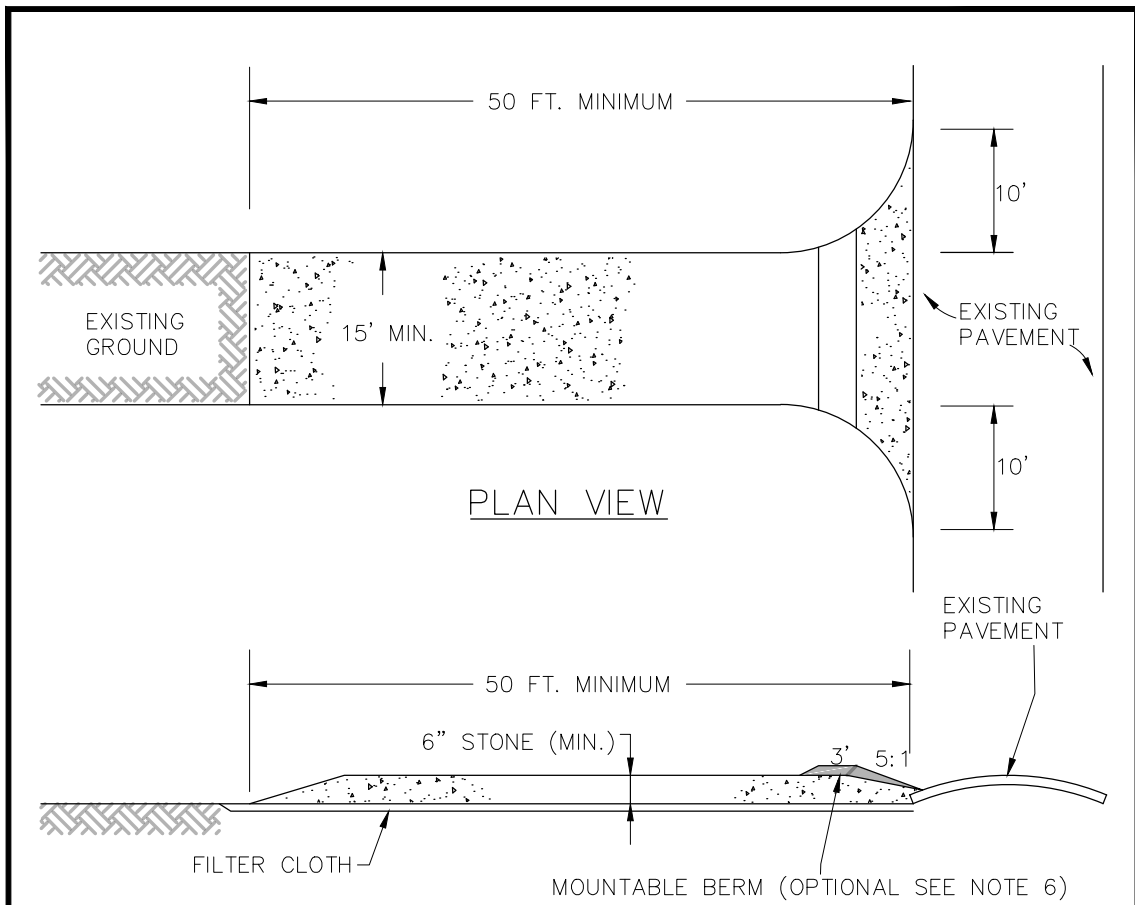 50 FT. MINIMUM
10'
EXISTING
GROUND
15' MIN.
EXISTING
PAVEMENT
10'
PLAN VIEW
EXISTING
PAVEMENT
50 FT. MINIMUM
6" STONE (MIN.)
3'
5:1
FILTER CLOTH
MOUNTABLE BERM (OPTIONAL SEE NOTE 6)